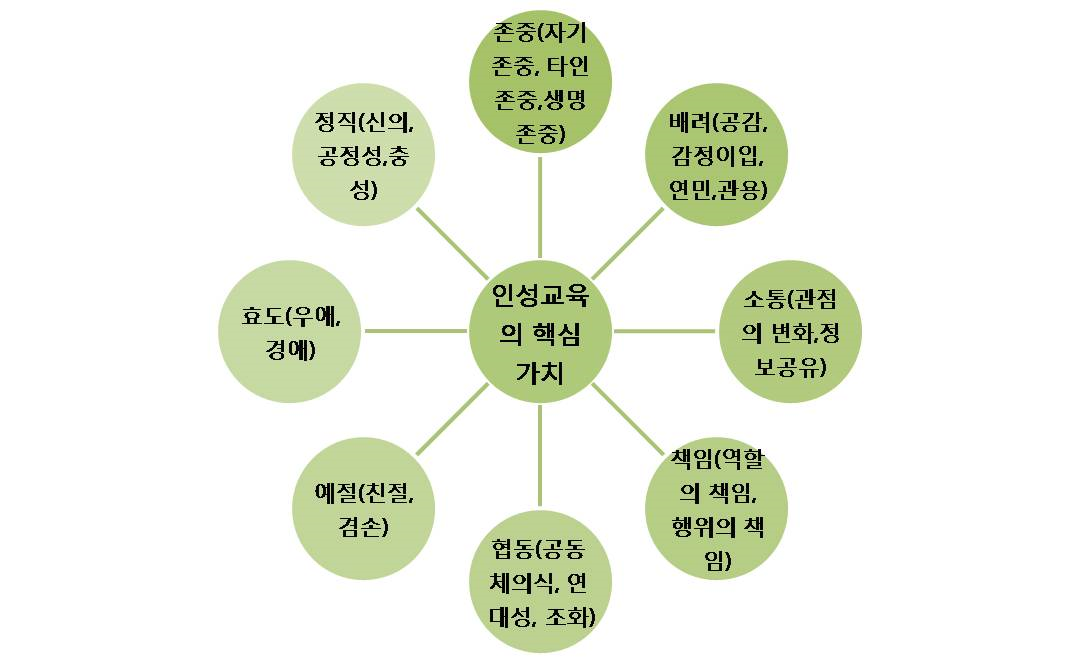 존중(자기
존중, 타인
존중,생명
존중)
배려(공감,
감정이입,
연민,관용)
소통(관점
의 변화,정
보공유)
책임(역할
의 책임,
행위의 책
임)
협동(공동
체의식, 연
대성, 조화)
예절(친절,
겸손)
효도(우애,
경애)
정직(신의,
공정성,충
성)
인성교육
의 핵심
가치